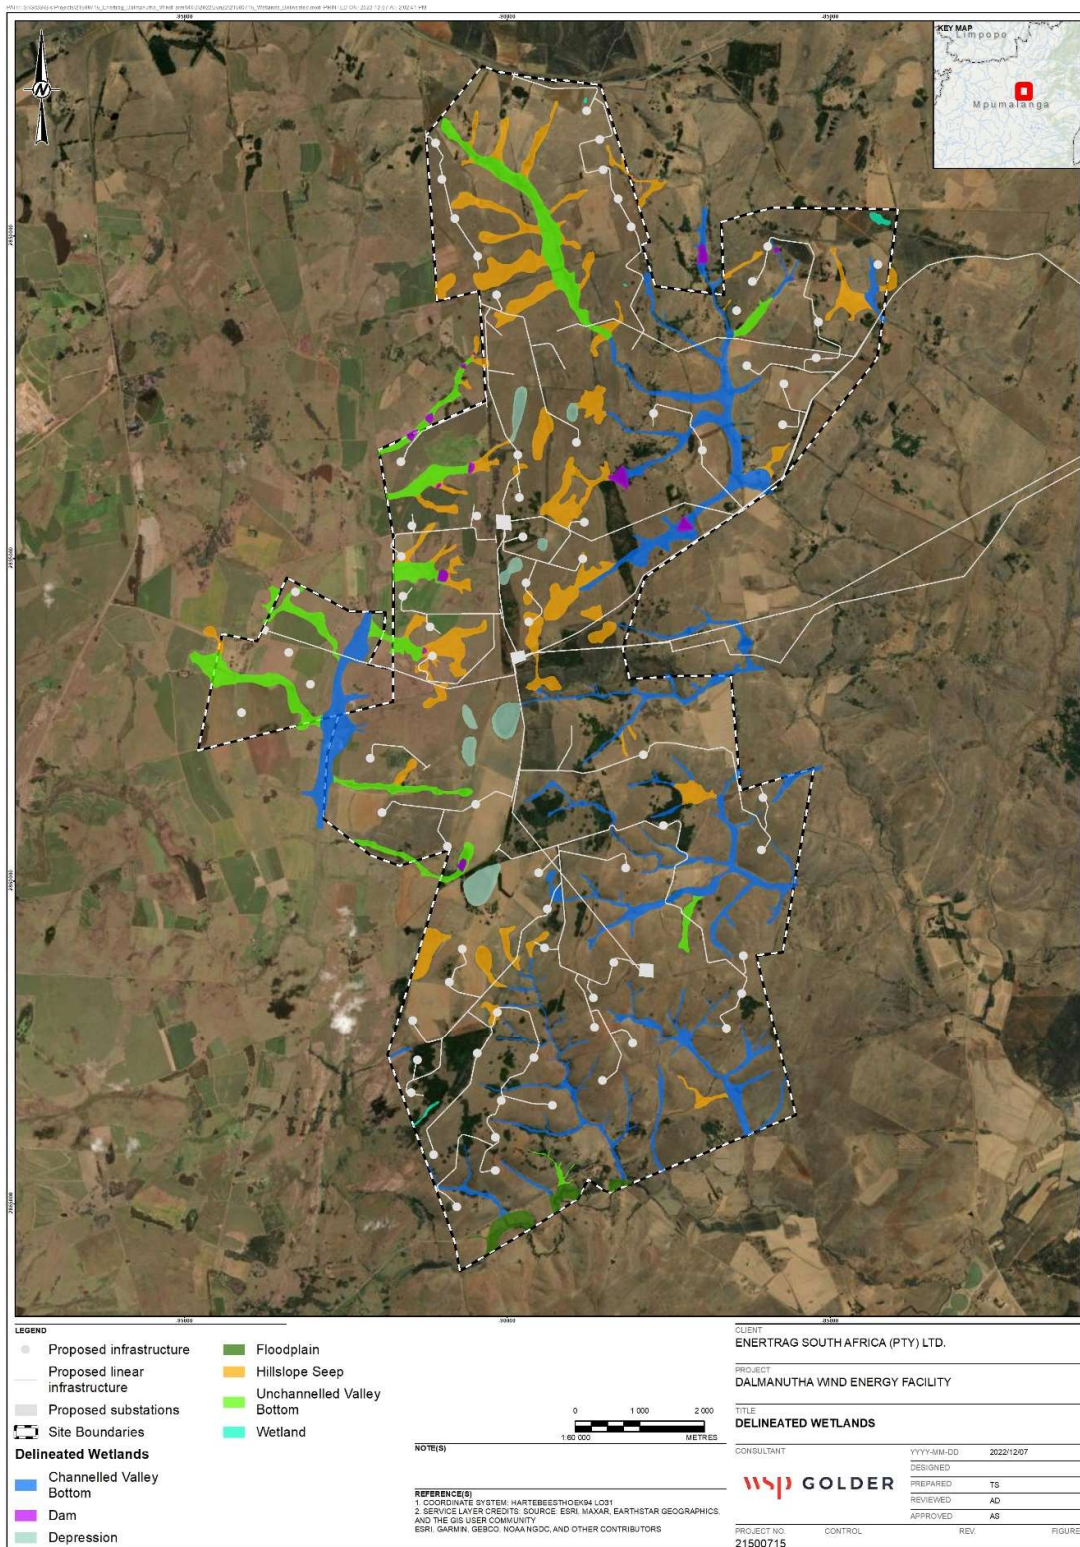 KEY MAP
Limpopo
Mpumalanga
N
LEGEND
Proposed infrastructure
Proposed linear
infrastructure
Proposed substations
Site Boundaries
Delineated Wetlands
Channelled Valley
Bottom
Dam
Depression
Floodplain
Hillslope Seep
Unchannelled Valley
Bottom
Wetland
0 1 000 2 000
1:60 000 METRES
NOTE(S)
REFERENCE(S)
1. COORDINATE SYSTEM: HARTEBEESTHOEK94 LO31
2. SERVICE LAYER CREDITS: SOURCE: ESRI, MAXAR, EARTHSTAR GEOGRAPHICS,
AND THE GIS USER COMMUNITY
ESRI, GARMIN, GEBCO, NOAA NGDC, AND OTHER CONTRIBUTORS
CLIENT
ENERTRAG SOUTH AFRICA (PTY) LTD.
PROJECT
DALMANUTHA WIND ENERGY FACILITY
TITLE
DELINEATED WETLANDS
CONSULTANT
wsp GOLDER
YYYY-MM-DD 2022/12/07
DESIGNED
PREPARED TS
REVIEWED AD
APPROVED AS
PROJECT NO. CONTROL REV. FIGURE
21500715